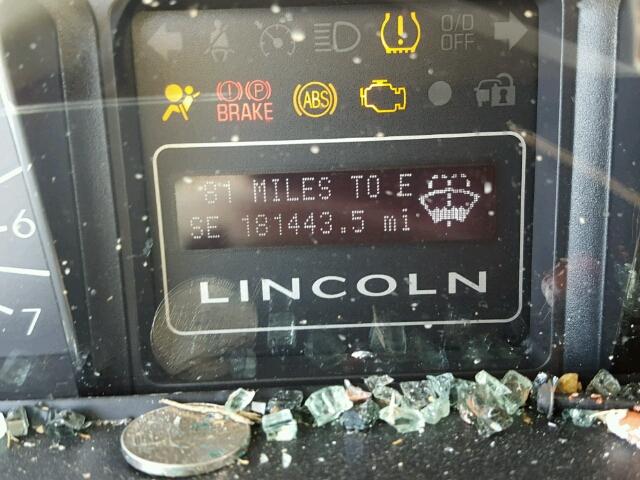 O/D
OFF
BRAKE
ABS
81 MILES TO E
SE 181443.5 mi
LINCOLN
6
7